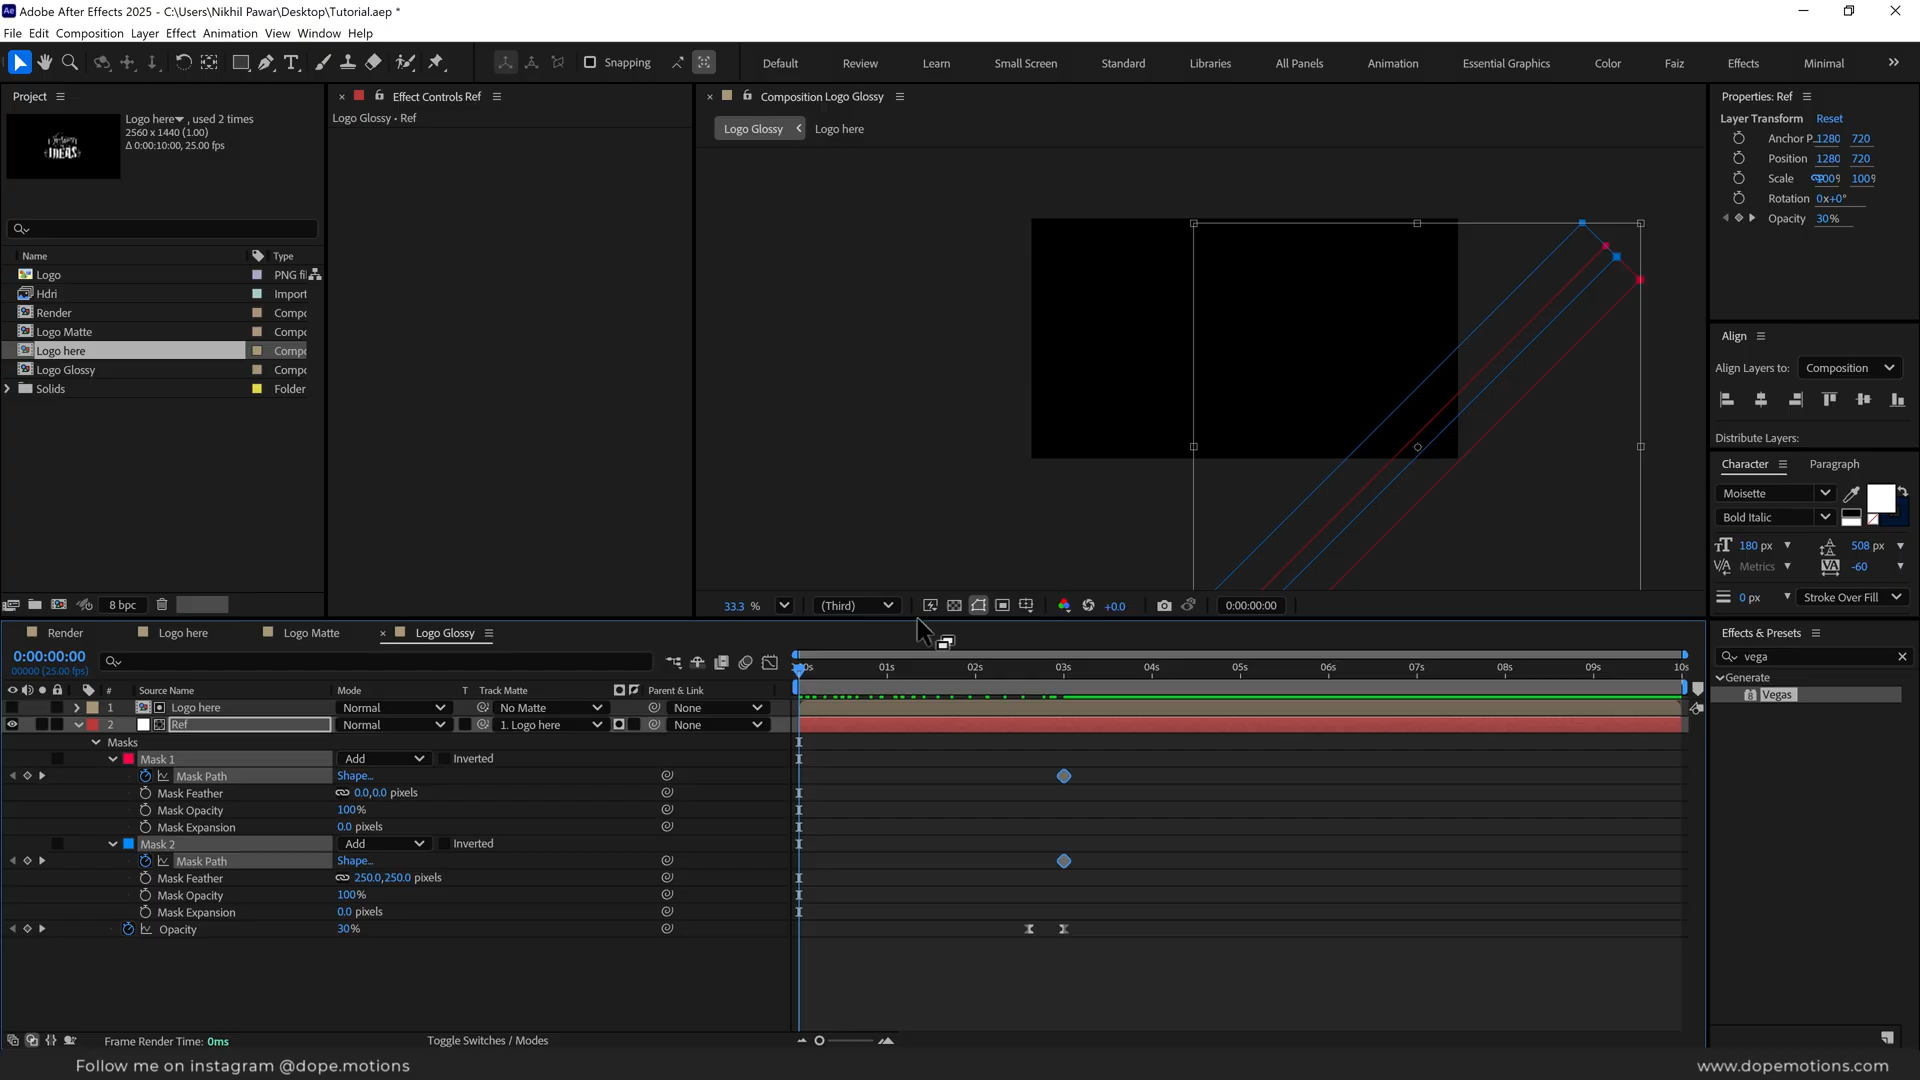 Adobe After Effects 2025 - C:\Users\Nikhil Pawar\Desktop\Tutorial.aep *
File Edit Composition Layer Effect Animation View Window Help
Snapping
Default Review Learn Small Screen Standard Libraries All Panels Animation Essential Graphics Color Faiz Effects Minimal
Project
Logo here, used 2 times
2560 x 1440 (1.00)
Δ 0:00:10:00, 25.00 fps
IDEAS
Name Type
Logo PNG fil
Hdri Import
Render Compo
Logo Matte Compo
Logo here Compo
Logo Glossy Compo
Solids Folder
8 bpc
Effect Controls Ref
Logo Glossy • Ref
Composition Logo Glossy
Logo Glossy Logo here
33.3 % (Third) +0.0 0:00:00:00
Properties: Ref
Layer Transform Reset
Anchor P... 1280 720
Position 1280 720
Scale 100% 100%
Rotation 0x+0°
Opacity 30%
Align
Align Layers to: Composition
Distribute Layers:
Character Paragraph
Moisette
Bold Italic
180 px 508 px
Metrics -60
0 px Stroke Over Fill
Effects & Presets
vega
Generate
Vegas
Render Logo here Logo Matte Logo Glossy
0:00:00:00
00000 (25.00 fps)
:00s 01s 02s 03s 04s 05s 06s 07s 08s 09s 10s
# Source Name Mode T Track Matte Parent & Link
1 Logo here Normal No Matte None
2 Ref Normal 1. Logo here None
Masks
Mask 1 Add Inverted
Mask Path Shape...
Mask Feather 0.0,0.0 pixels
Mask Opacity 100%
Mask Expansion 0.0 pixels
Mask 2 Add Inverted
Mask Path Shape...
Mask Feather 250.0,250.0 pixels
Mask Opacity 100%
Mask Expansion 0.0 pixels
Opacity 30%
Frame Render Time: 0ms
Toggle Switches / Modes
Follow me on instagram @dope.motions
www.dopemotions.com